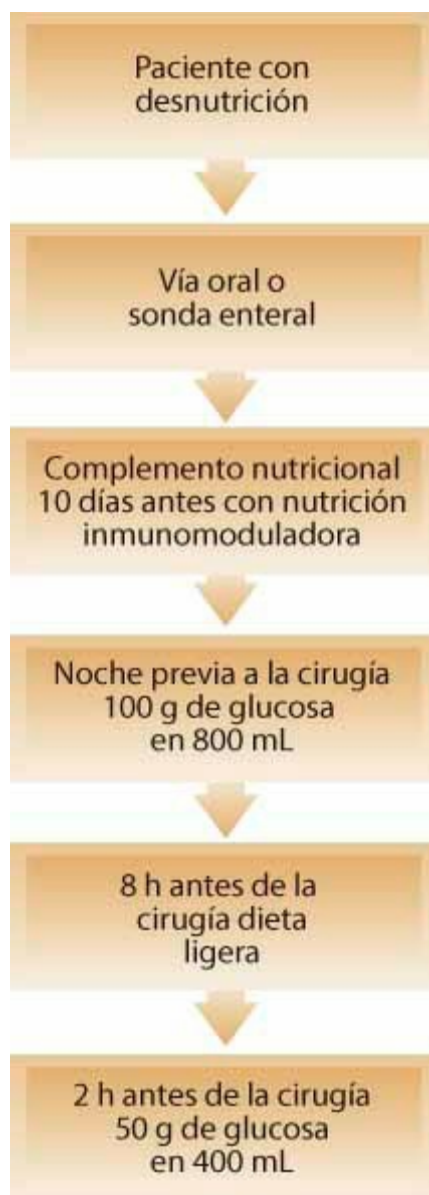 Paciente con
desnutrición
Vía oral o
sonda enteral
Complemento nutricional
10 días antes con nutrición
inmunomoduladora
Noche previa a la cirugía
100 g de glucosa
en 800 mL
8 h antes de la
cirugía dieta
ligera
2 h antes de la cirugía
50 g de glucosa
en 400 mL